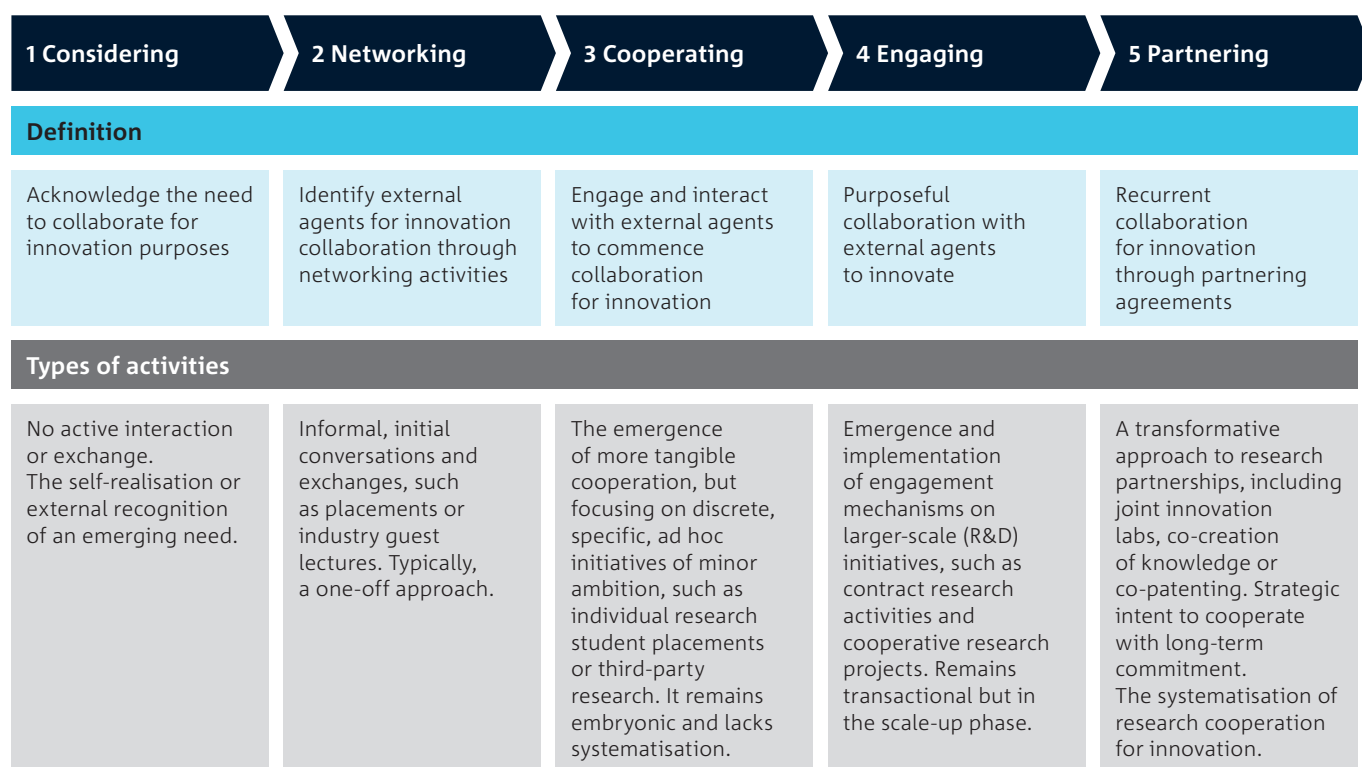 1 Considering
2 Networking
3 Cooperating
4 Engaging
5 Partnering
Definition
Acknowledge the need
to collaborate for
innovation purposes
Identify external
agents for innovation
collaboration through
networking activities
Engage and interact
with external agents
to commence
collaboration
for innovation
Purposeful
collaboration with
external agents
to innovate
Recurrent
collaboration
for innovation
through partnering
agreements
Types of activities
No active interaction
or exchange.
The self-realisation or
external recognition
of an emerging need.
Informal, initial
conversations and
exchanges, such
as placements or
industry guest
lectures. Typically,
a one-off approach.
The emergence
of more tangible
cooperation, but
focusing on discrete,
specific, ad hoc
initiatives of minor
ambition, such as
individual research
student placements
or third-party
research. It remains
embryonic and lacks
systematisation.
Emergence and
implementation
of engagement
mechanisms on
larger-scale (R&D)
initiatives, such as
contract research
activities and
cooperative research
projects. Remains
transactional but in
the scale-up phase.
A transformative
approach to research
partnerships, including
joint innovation
labs, co-creation
of knowledge or
co-patenting. Strategic
intent to cooperate
with long-term
commitment.
The systematisation of
research cooperation
for innovation.